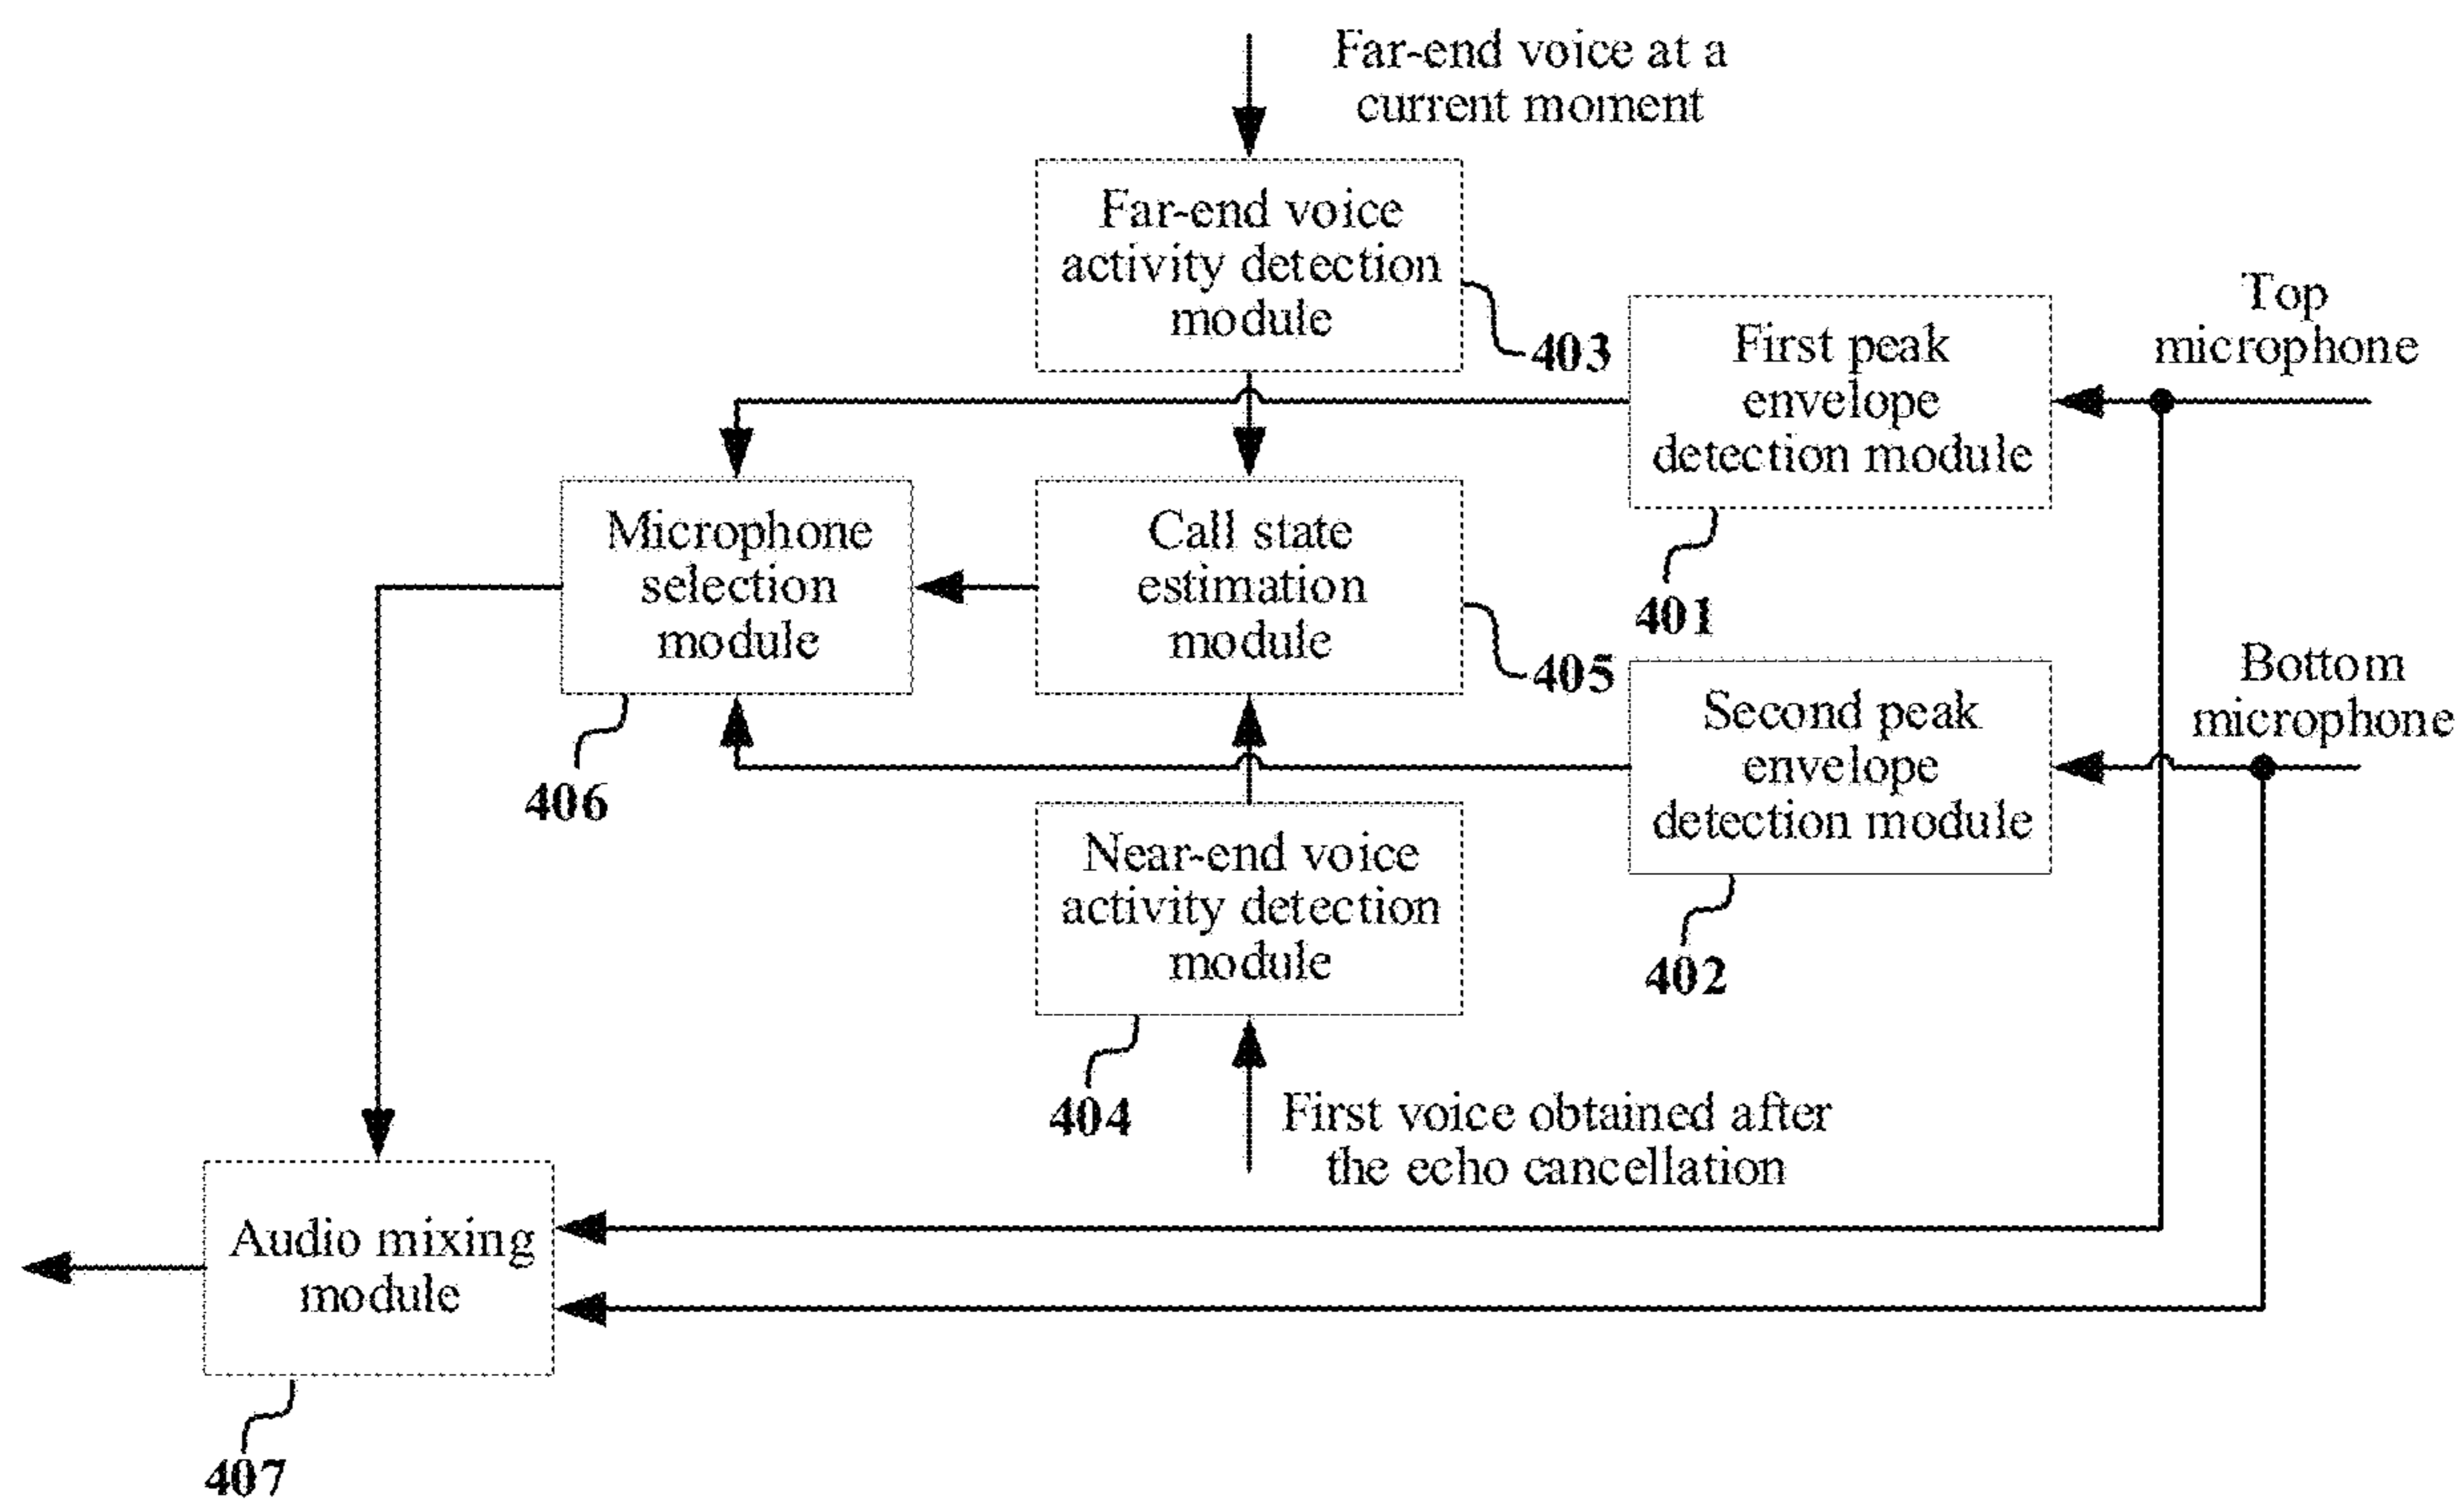 Far-end voice at a
current moment
Far-end voice
activity detection
module
403
Top
microphone
First peak
envelope
detection module
401
Microphone
selection
module
406
Call state
estimation
module
405
Bottom
microphone
Second peak
envelope
detection module
402
Near-end voice
activity detection
module
404
First voice obtained after
the echo cancellation
Audio mixing
module
407